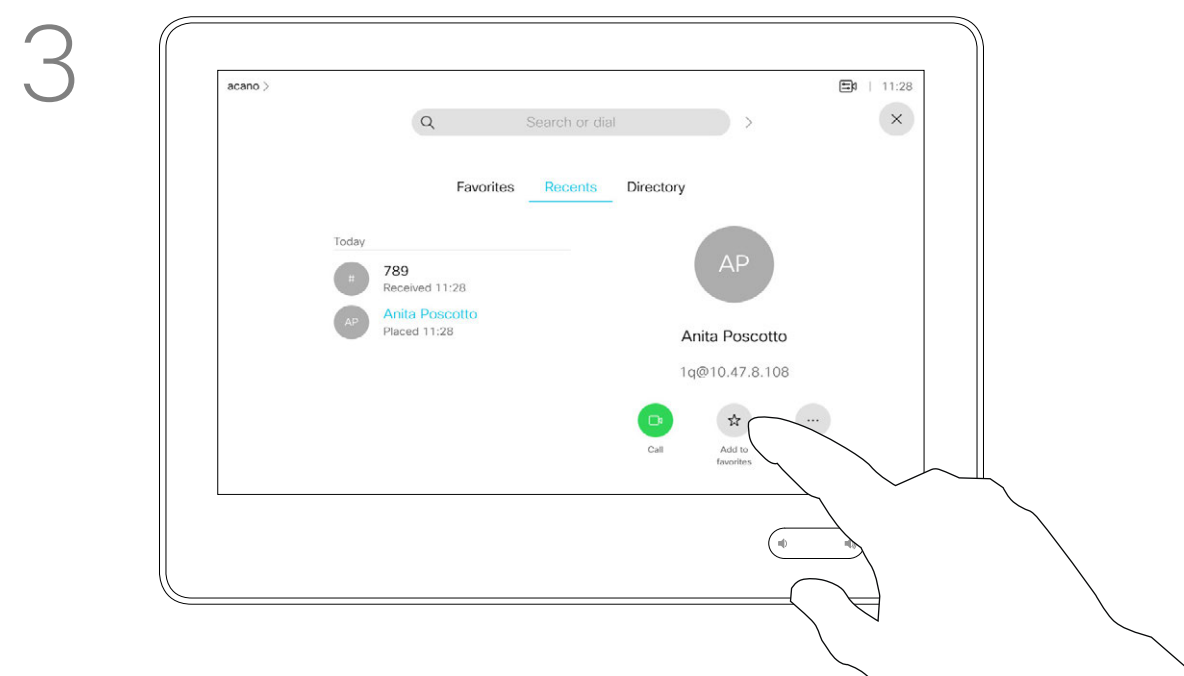 3
acano >
11:28
Search or dial
Favorites Recents Directory
Today
#
789
Received 11:28
AP
Anita Poscotto
Placed 11:28
AP
Anita Poscotto
1q@10.47.8.108
Call
Add to
favorites